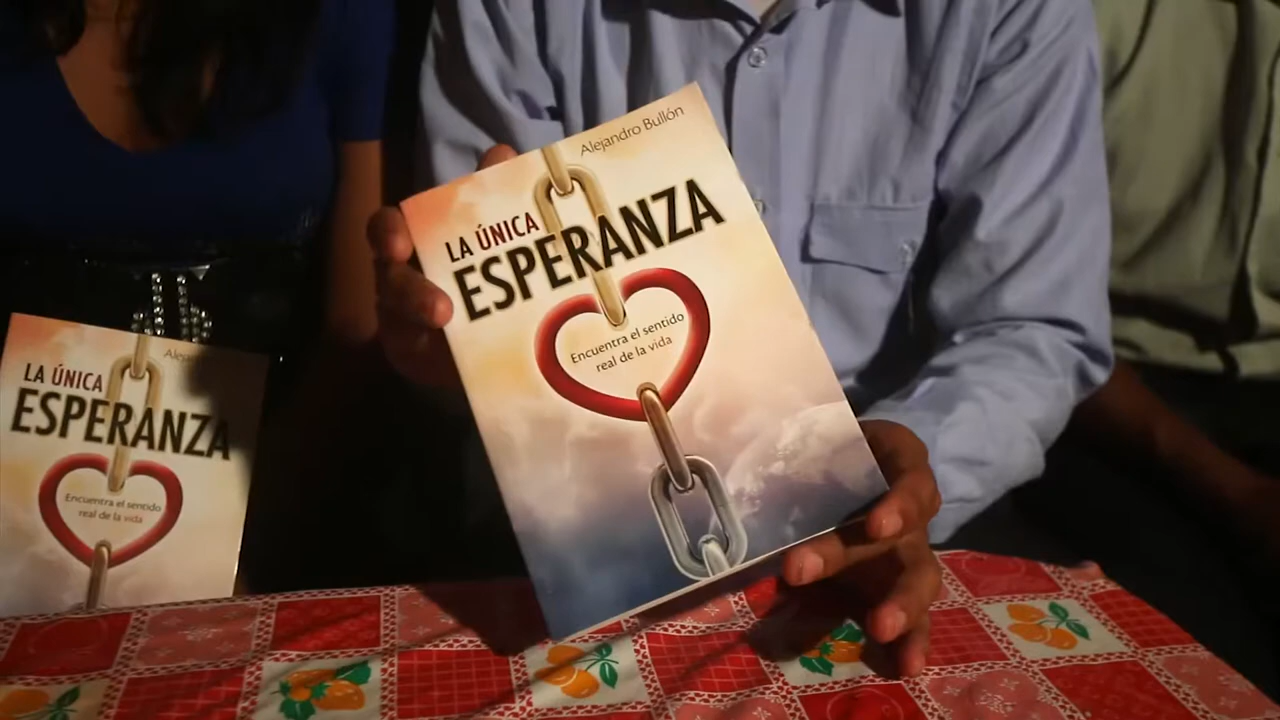 Alejandro Bullón
LA ÚNICA
ESPERANZA
Encuentra el sentido
real de la vida
LA ÚNICA
ESPERANZA
Encuentra el sentido
real de la vida